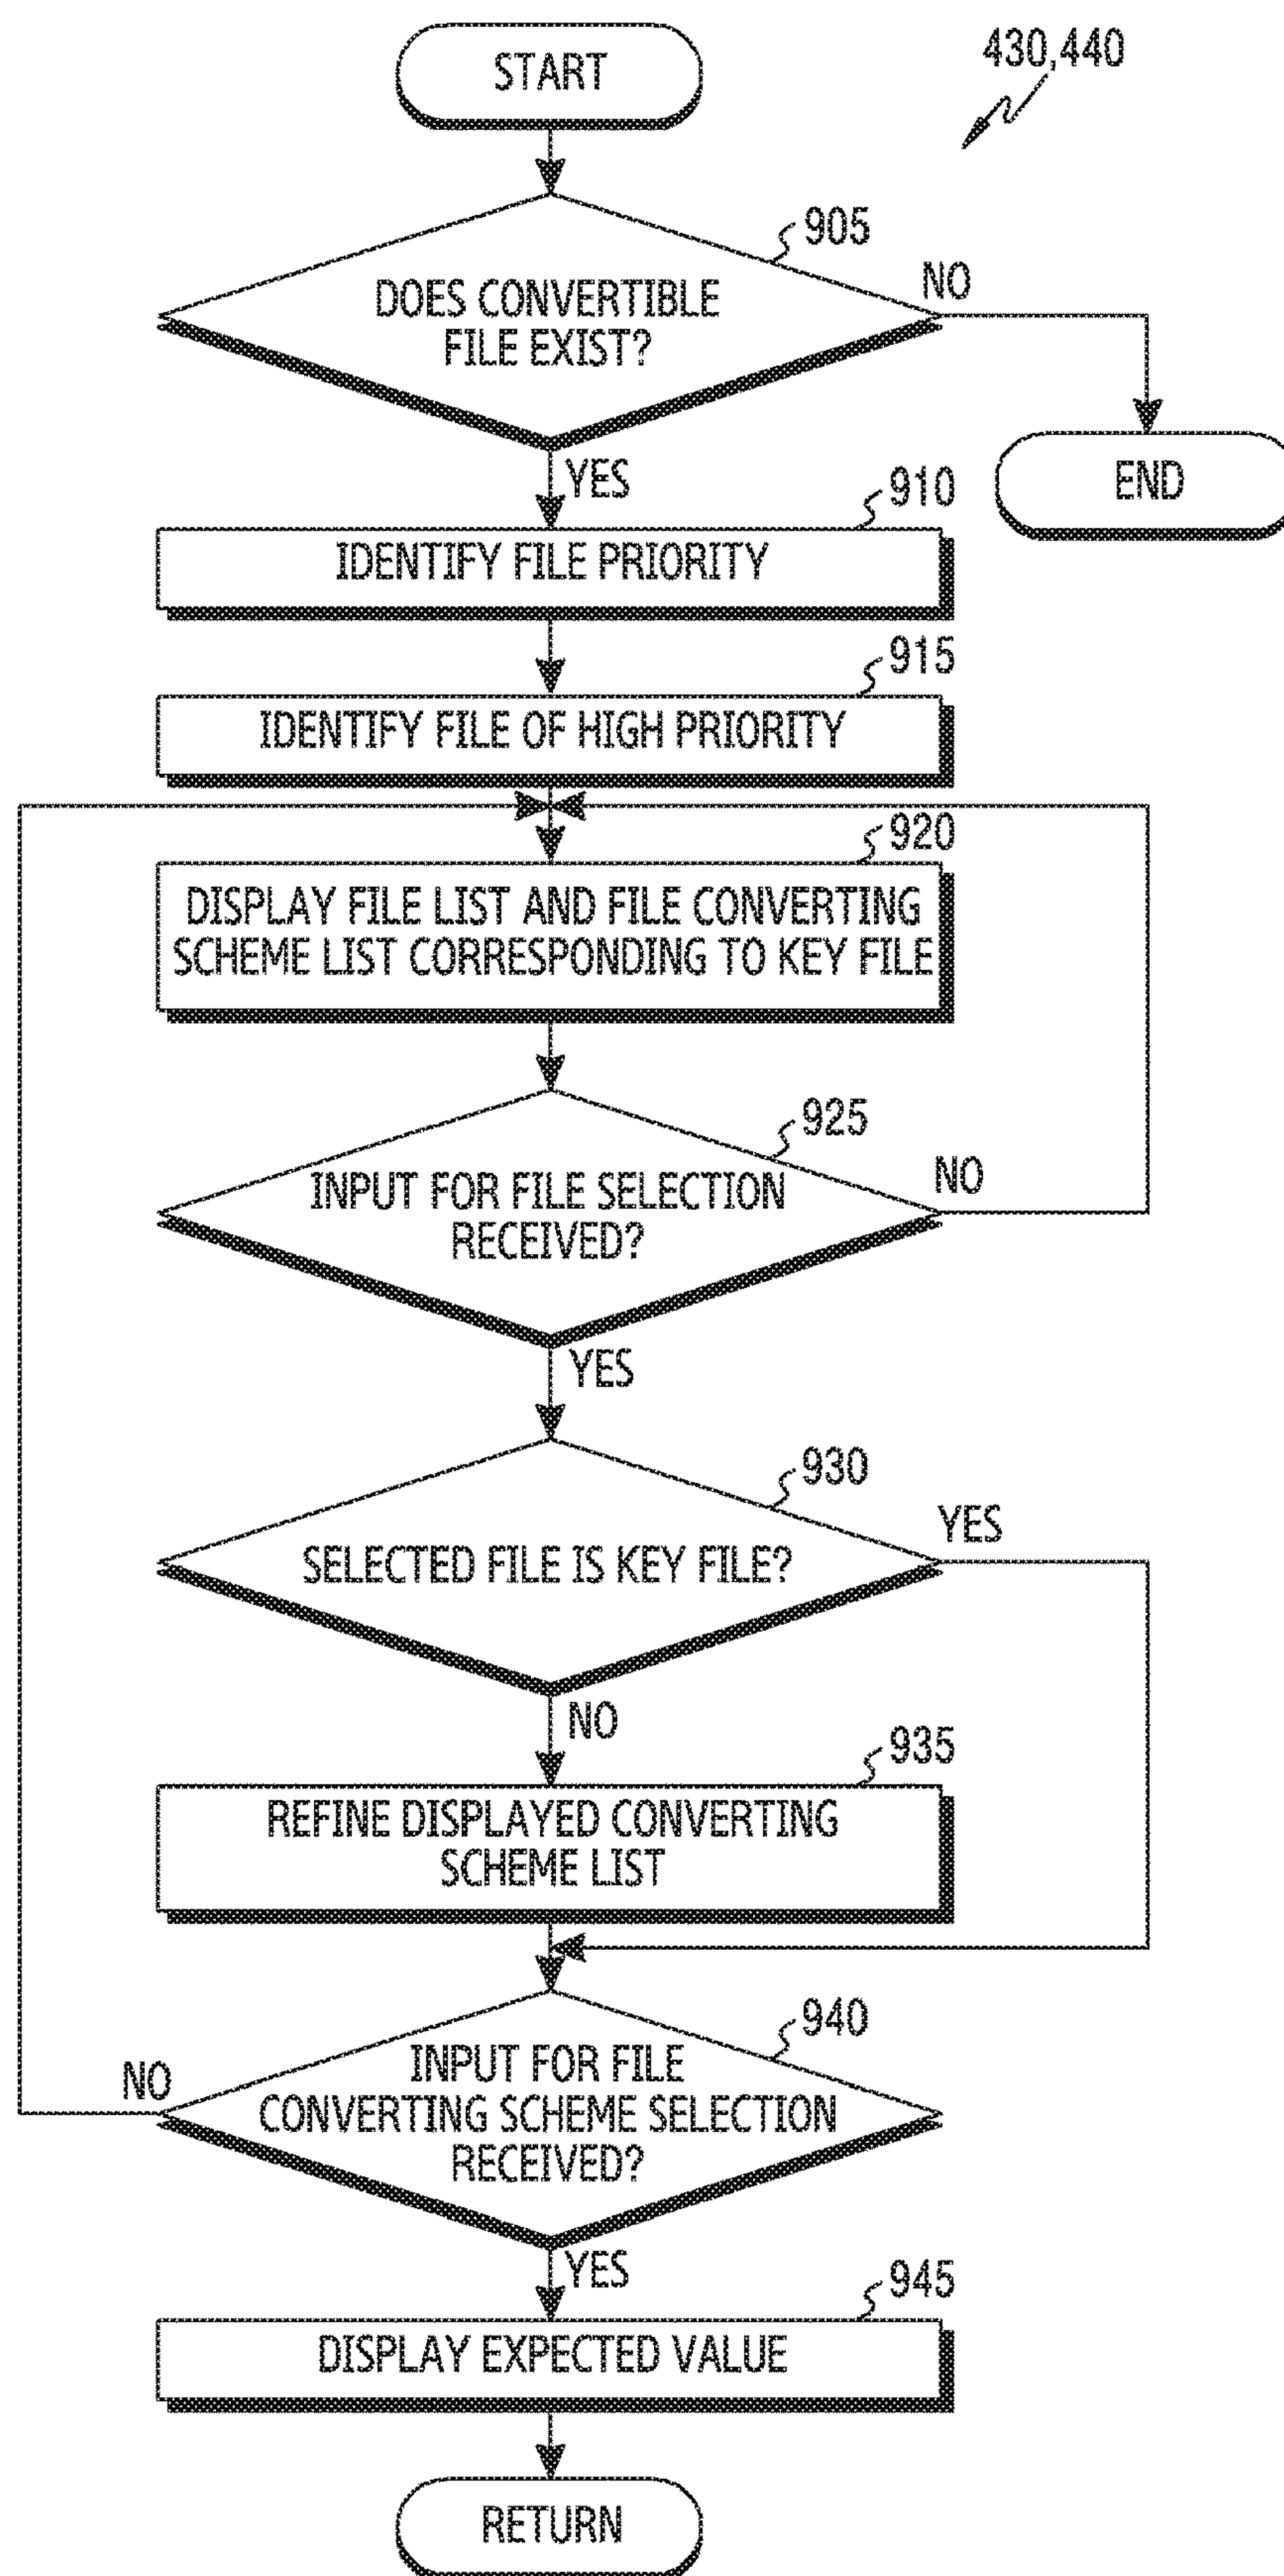 START
430,440
905
DOES CONVERTIBLE
FILE EXIST?
NO
YES
END
910
IDENTIFY FILE PRIORITY
915
IDENTIFY FILE OF HIGH PRIORITY
920
DISPLAY FILE LIST AND FILE CONVERTING
SCHEME LIST CORRESPONDING TO KEY FILE
925
INPUT FOR FILE SELECTION
RECEIVED?
NO
YES
930
SELECTED FILE IS KEY FILE?
YES
NO
935
REFINE DISPLAYED CONVERTING
SCHEME LIST
940
INPUT FOR FILE
CONVERTING SCHEME SELECTION
RECEIVED?
NO
YES
945
DISPLAY EXPECTED VALUE
RETURN